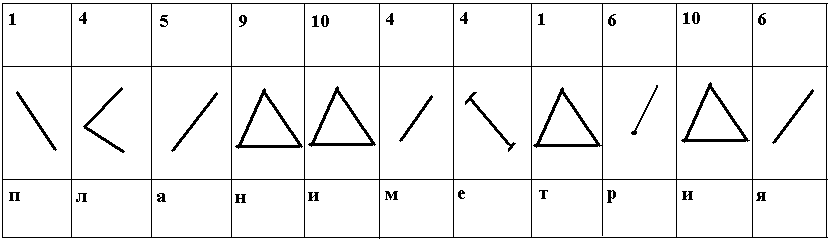 1 4 5 9 10 4 4 1 6 10 6
п л а н и м е т р и я